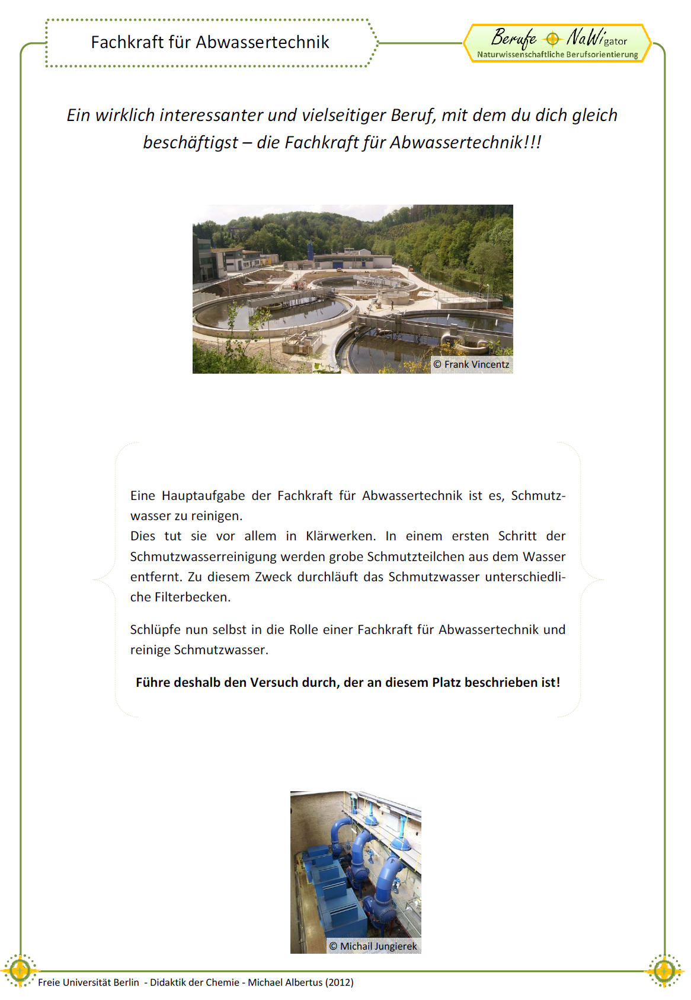 Fachkraft für Abwassertechnik
Berufe NaWigator
Naturwissenschaftliche Berufsorientierung
Ein wirklich interessanter und vielseitiger Beruf, mit dem du dich gleich
beschäftigst – die Fachkraft für Abwassertechnik!!!
© Frank Vincentz
Eine Hauptaufgabe der Fachkraft für Abwassertechnik ist es, Schmutz-
wasser zu reinigen.
Dies tut sie vor allem in Klärwerken. In einem ersten Schritt der
Schmutzwasserreinigung werden grobe Schmutzteilchen aus dem Wasser
entfernt. Zu diesem Zweck durchläuft das Schmutzwasser unterschiedli-
che Filterbecken.
Schlüpfe nun selbst in die Rolle einer Fachkraft für Abwassertechnik und
reinige Schmutzwasser.
Führe deshalb den Versuch durch, der an diesem Platz beschrieben ist!
© Michail Jungierek
Freie Universität Berlin - Didaktik der Chemie - Michael Albertus (2012)